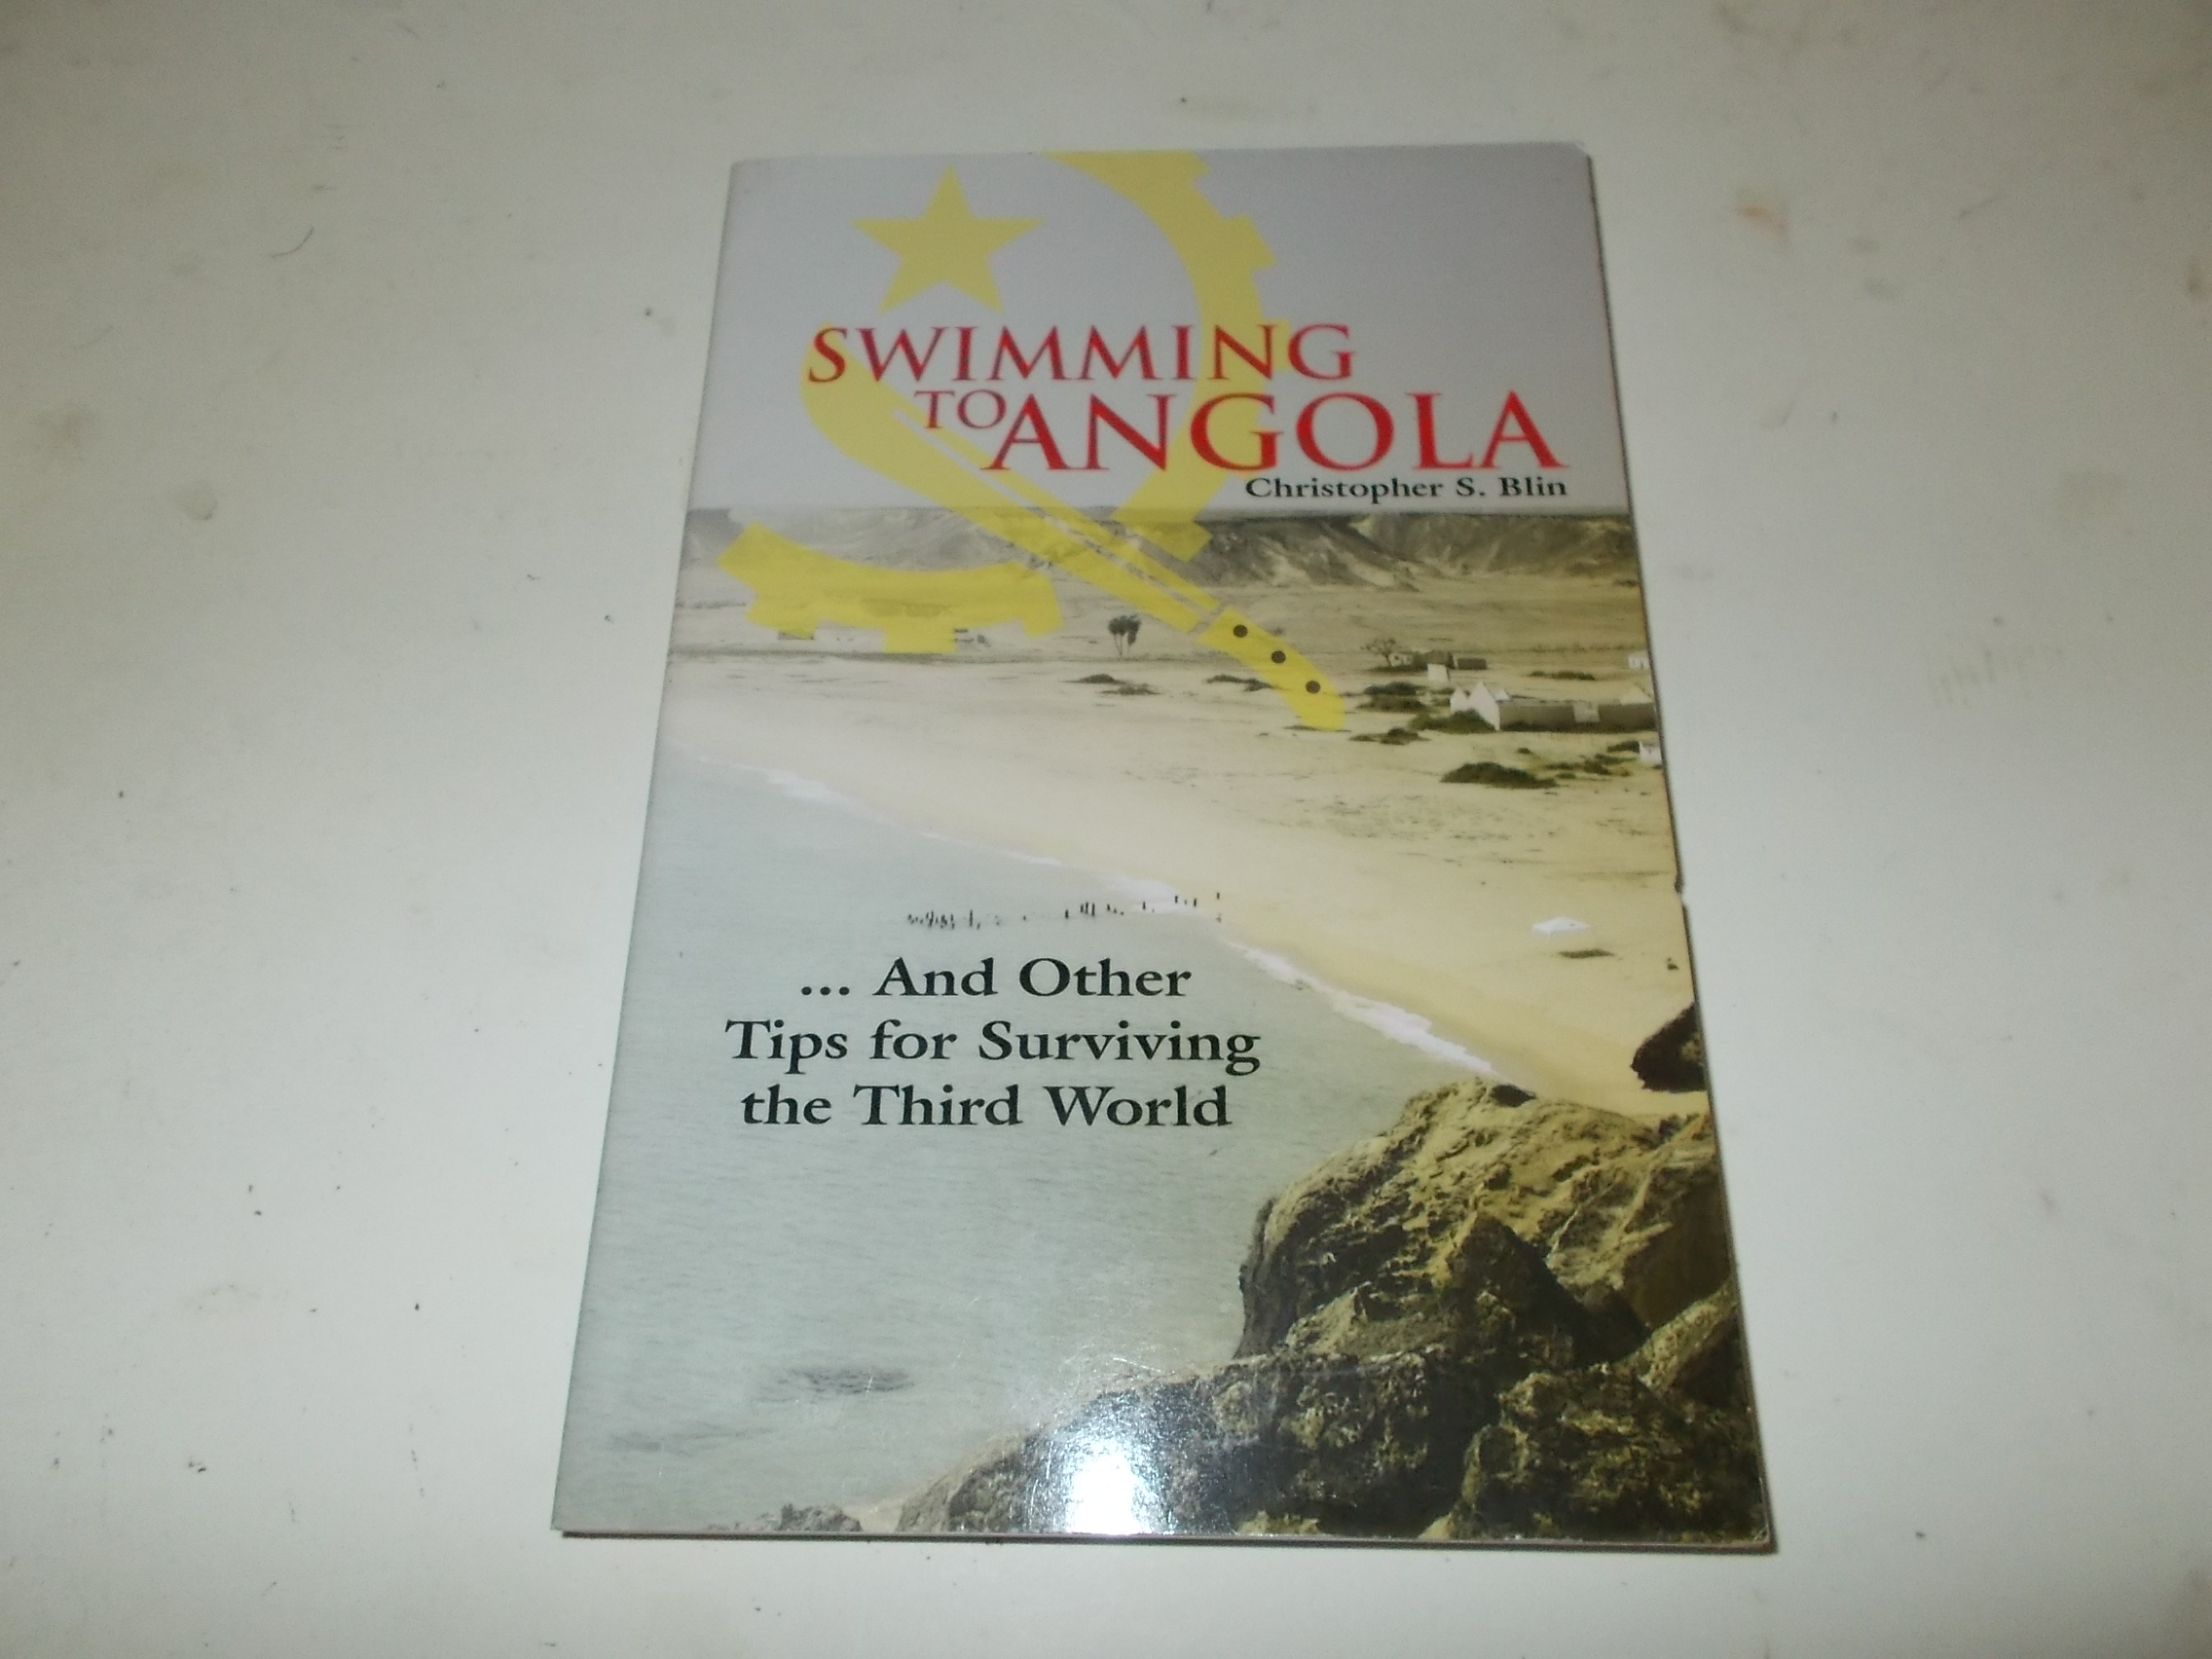 SWIMMING
TO ANGOLA
Christopher S. Blin
... And Other
Tips for Surviving
the Third World